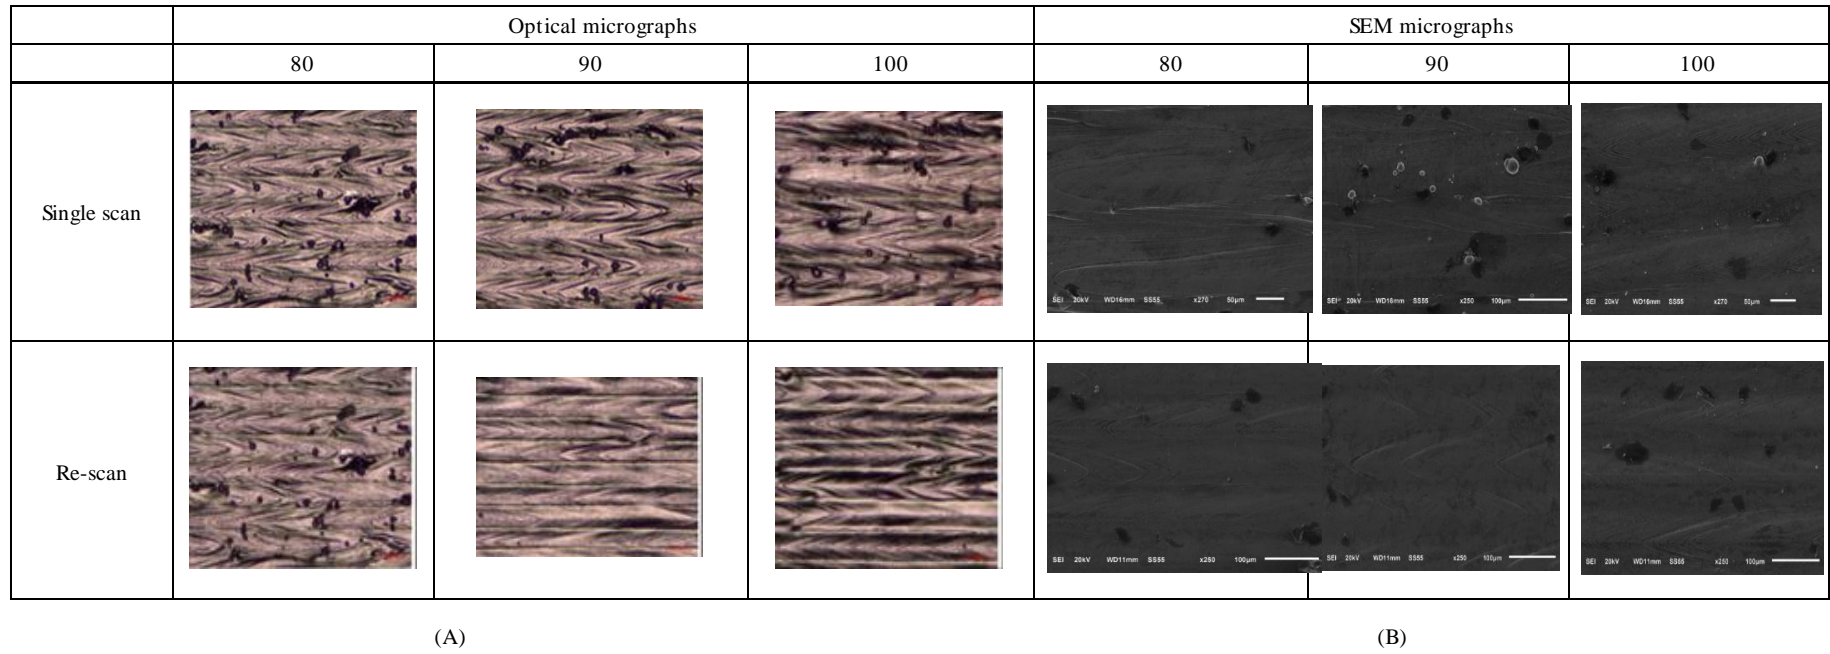 Optical micrographs SEM micrographs
80 90 100 80 90 100
Single scan
SEI 20kV WD16mm SS55 x270 50µm
SEI 20kV WD16mm SS55 x250 100µm
SEI 20kV WD16mm SS55 x270 50µm
Re-scan
SEI 20kV WD11mm SS55 x250 100µm
SEI 20kV WD11mm SS55 x250 100µm
SEI 20kV WD11mm SS55 x250 100µm
(A) (B)